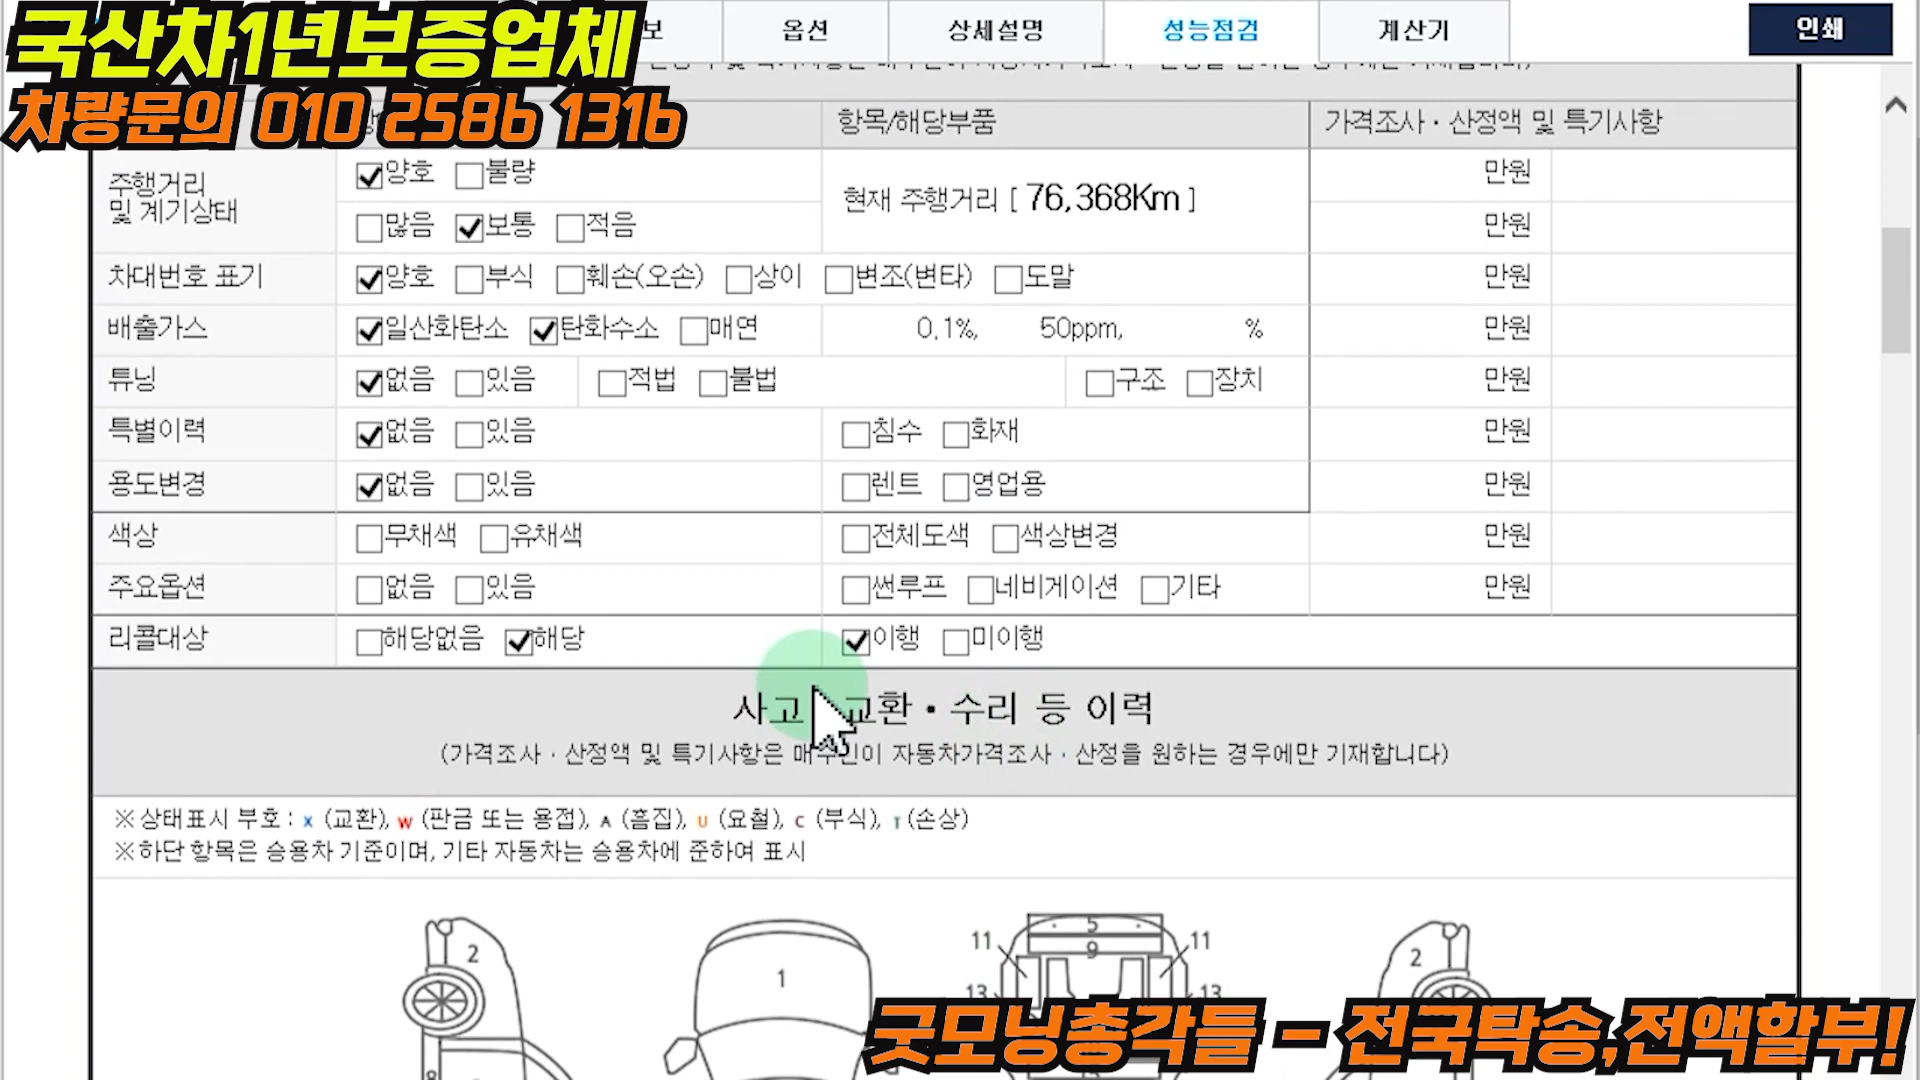 국산차1년보증업체
차량문의 010 2586 1316
보 옵션 상세설명 성능점검 계산기 인쇄
항목/해당부품 가격조사 · 산정액 및 특기사항
주행거리 및 계기상태
양호 불량 만원
현재 주행거리 [ 76,368Km ]
많음 보통 적음 만원
차대번호 표기 양호 부식 훼손(오손) 상이 변조(변타) 도말 만원
배출가스 일산화탄소 탄화수소 매연 0.1%, 50ppm, % 만원
튜닝 없음 있음 적법 불법 구조 장치 만원
특별이력 없음 있음 침수 화재 만원
용도변경 없음 있음 렌트 영업용 만원
색상 무채색 유채색 전체도색 색상변경 만원
주요옵션 없음 있음 썬루프 네비게이션 기타 만원
리콜대상 해당없음 해당 이행 미이행
사고 교환 · 수리 등 이력
(가격조사 · 산정액 및 특기사항은 매수인이 자동차가격조사 · 산정을 원하는 경우에만 기재합니다)
※상태표시 부호 : X (교환), W (판금 또는 용접), A (흠집), U (요철), C (부식), T (손상)
※하단 항목은 승용차 기준이며, 기타 자동차는 승용차에 준하여 표시
2 1 5 9 11 11 13 13 2
굿모닝총각들 - 전국탁송,전액할부!